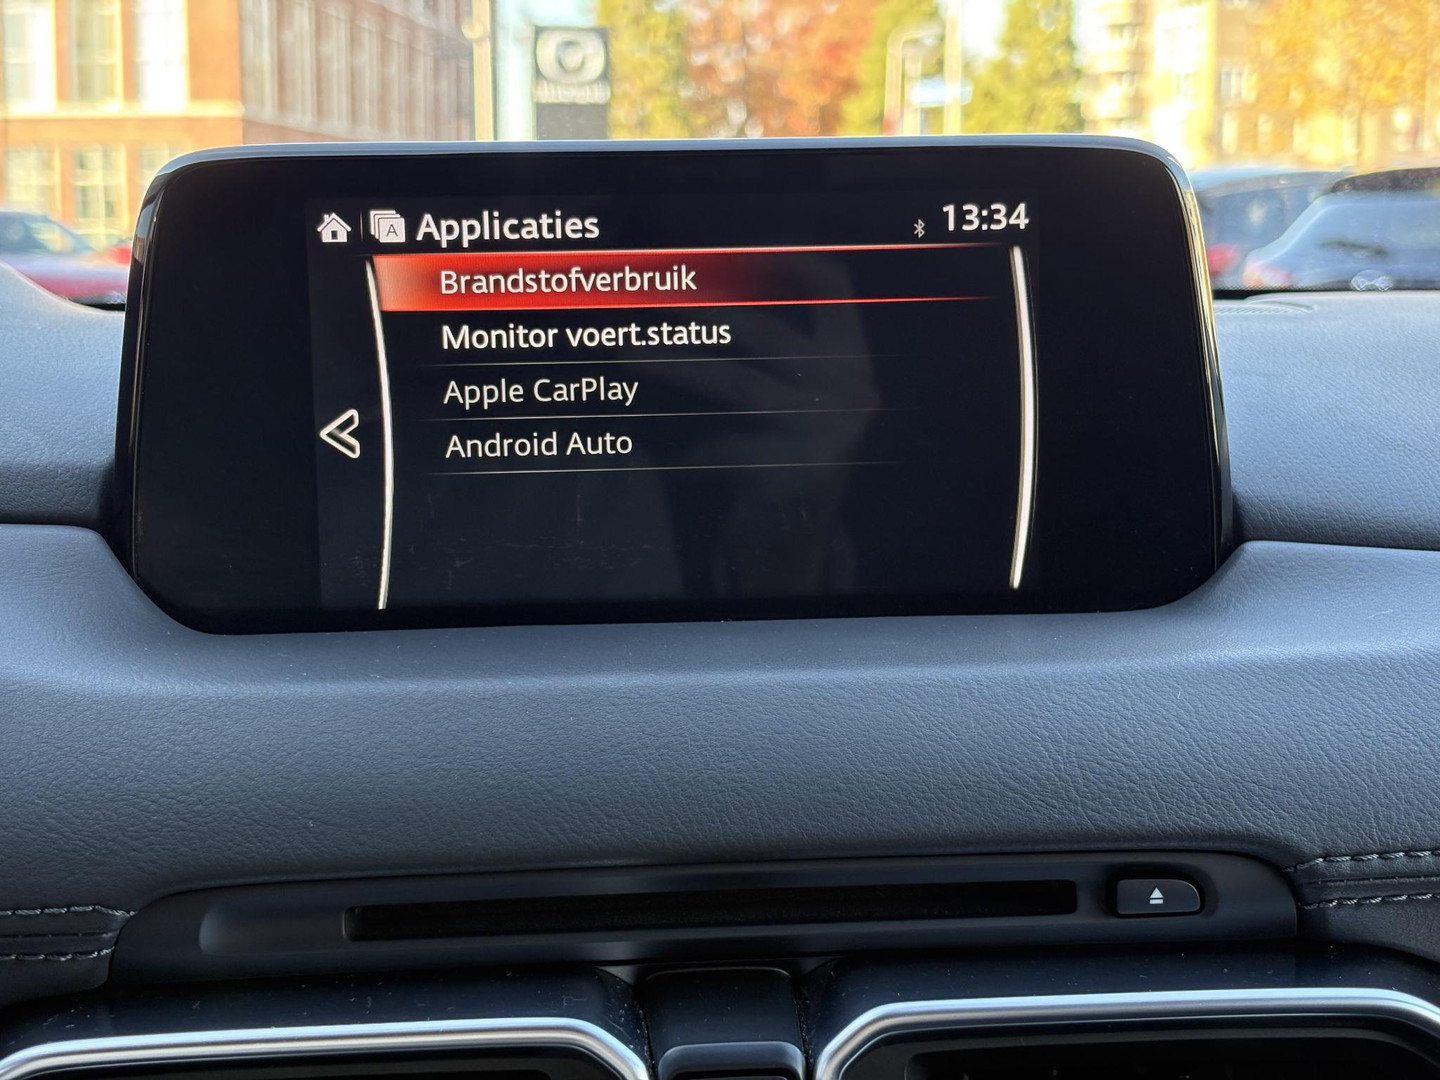 Applicaties
13:34
Brandstofverbruik
Monitor voert.status
Apple CarPlay
Android Auto